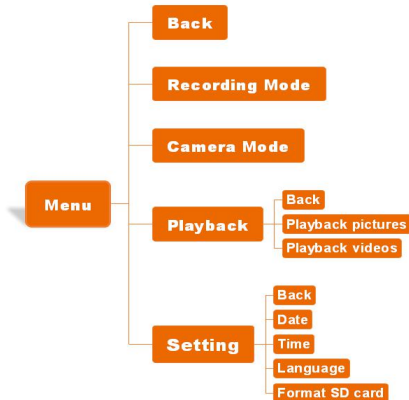 Back
Recording Mode
Camera Mode
Menu
Playback
Back
Playback pictures
Playback videos
Setting
Back
Date
Time
Language
Format SD card